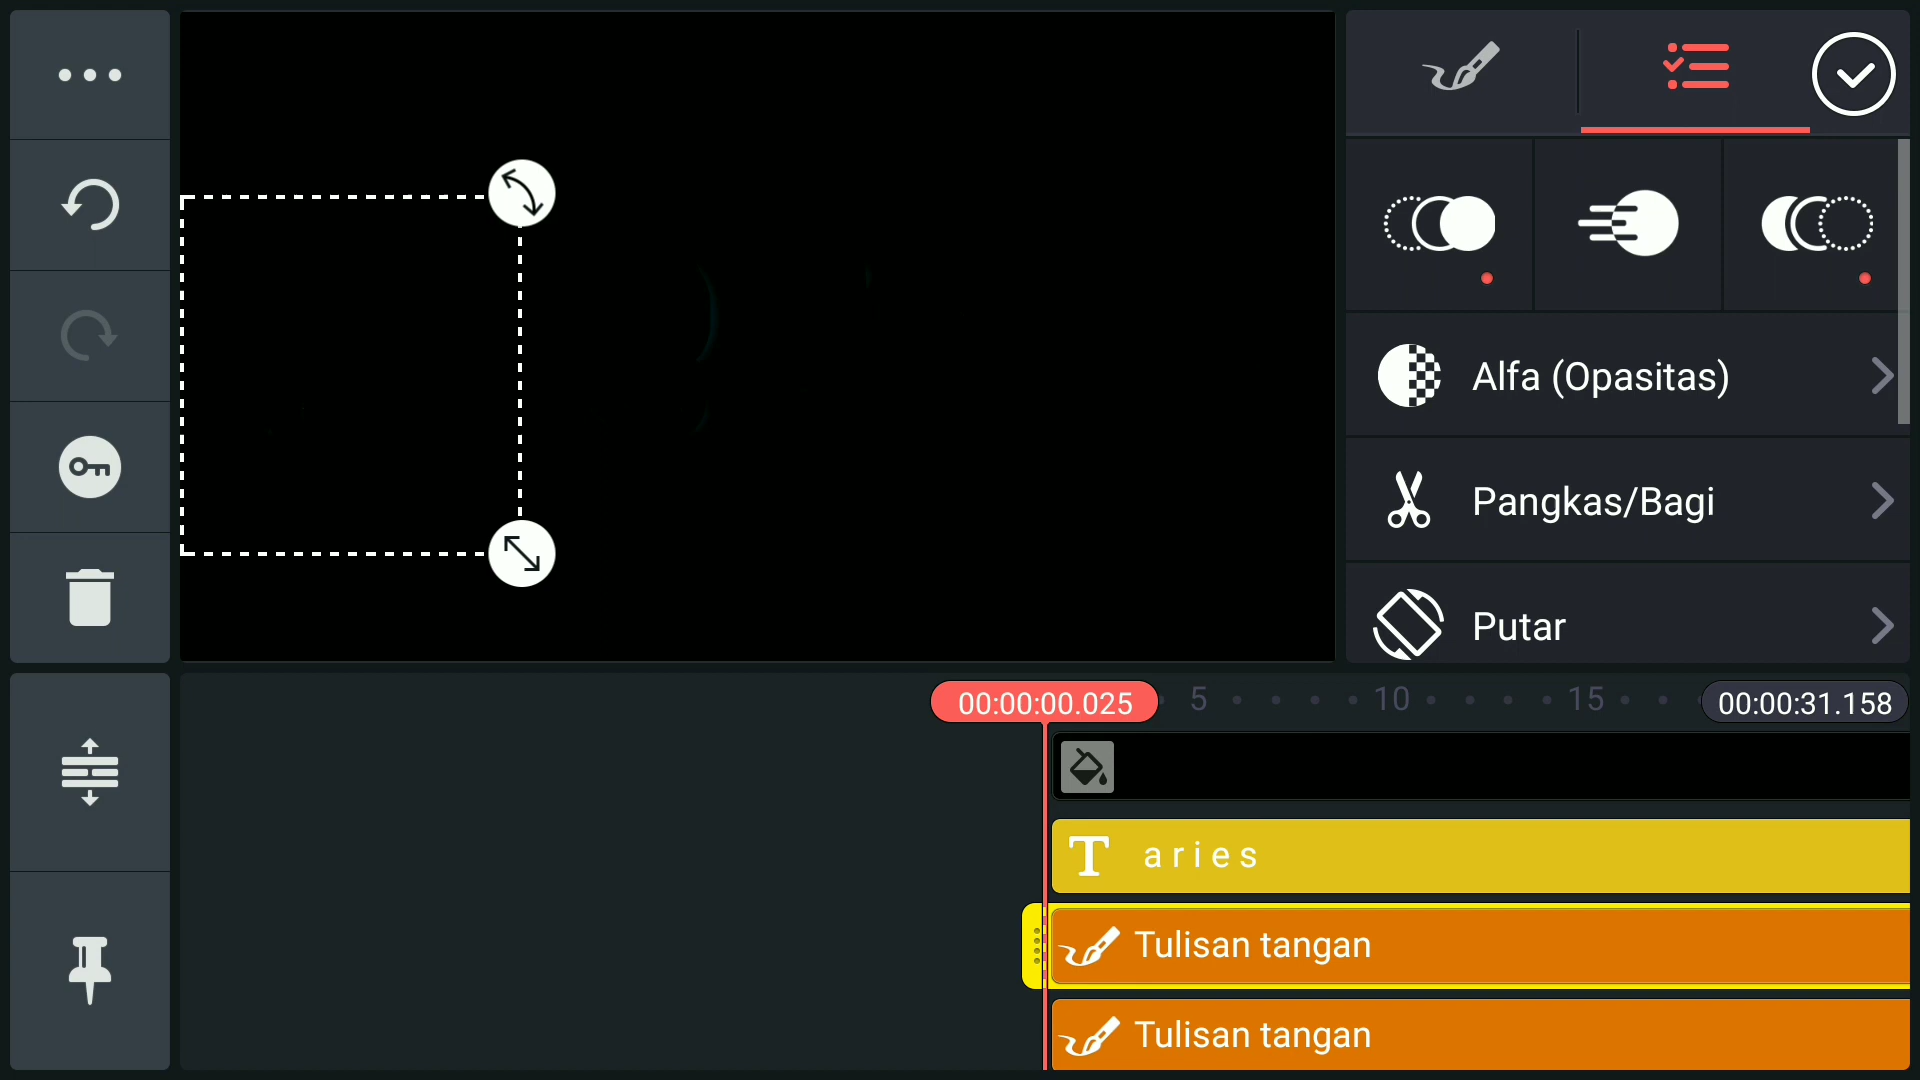 Alfa (Opasitas)
Pangkas/Bagi
Putar
00:00:00.025
5
10
15
00:00:31.158
T
a r i e s
Tulisan tangan
Tulisan tangan